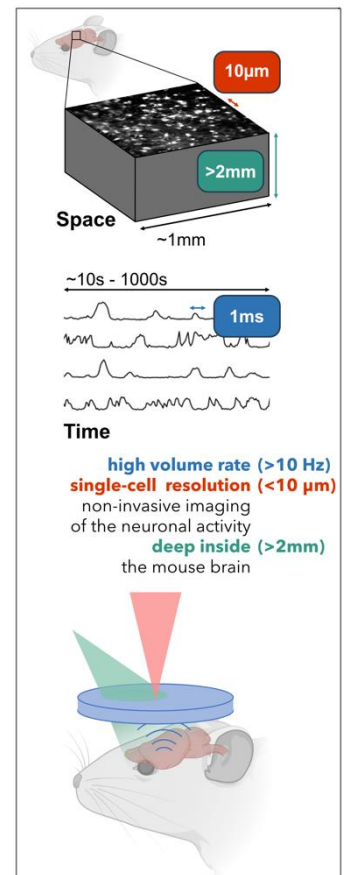 10µm
>2mm
Space
~1mm
~10s - 1000s
1ms
Time
high volume rate (>10 Hz)
single-cell resolution (<10 µm)
non-invasive imaging
of the neuronal activity
deep inside (>2mm)
the mouse brain